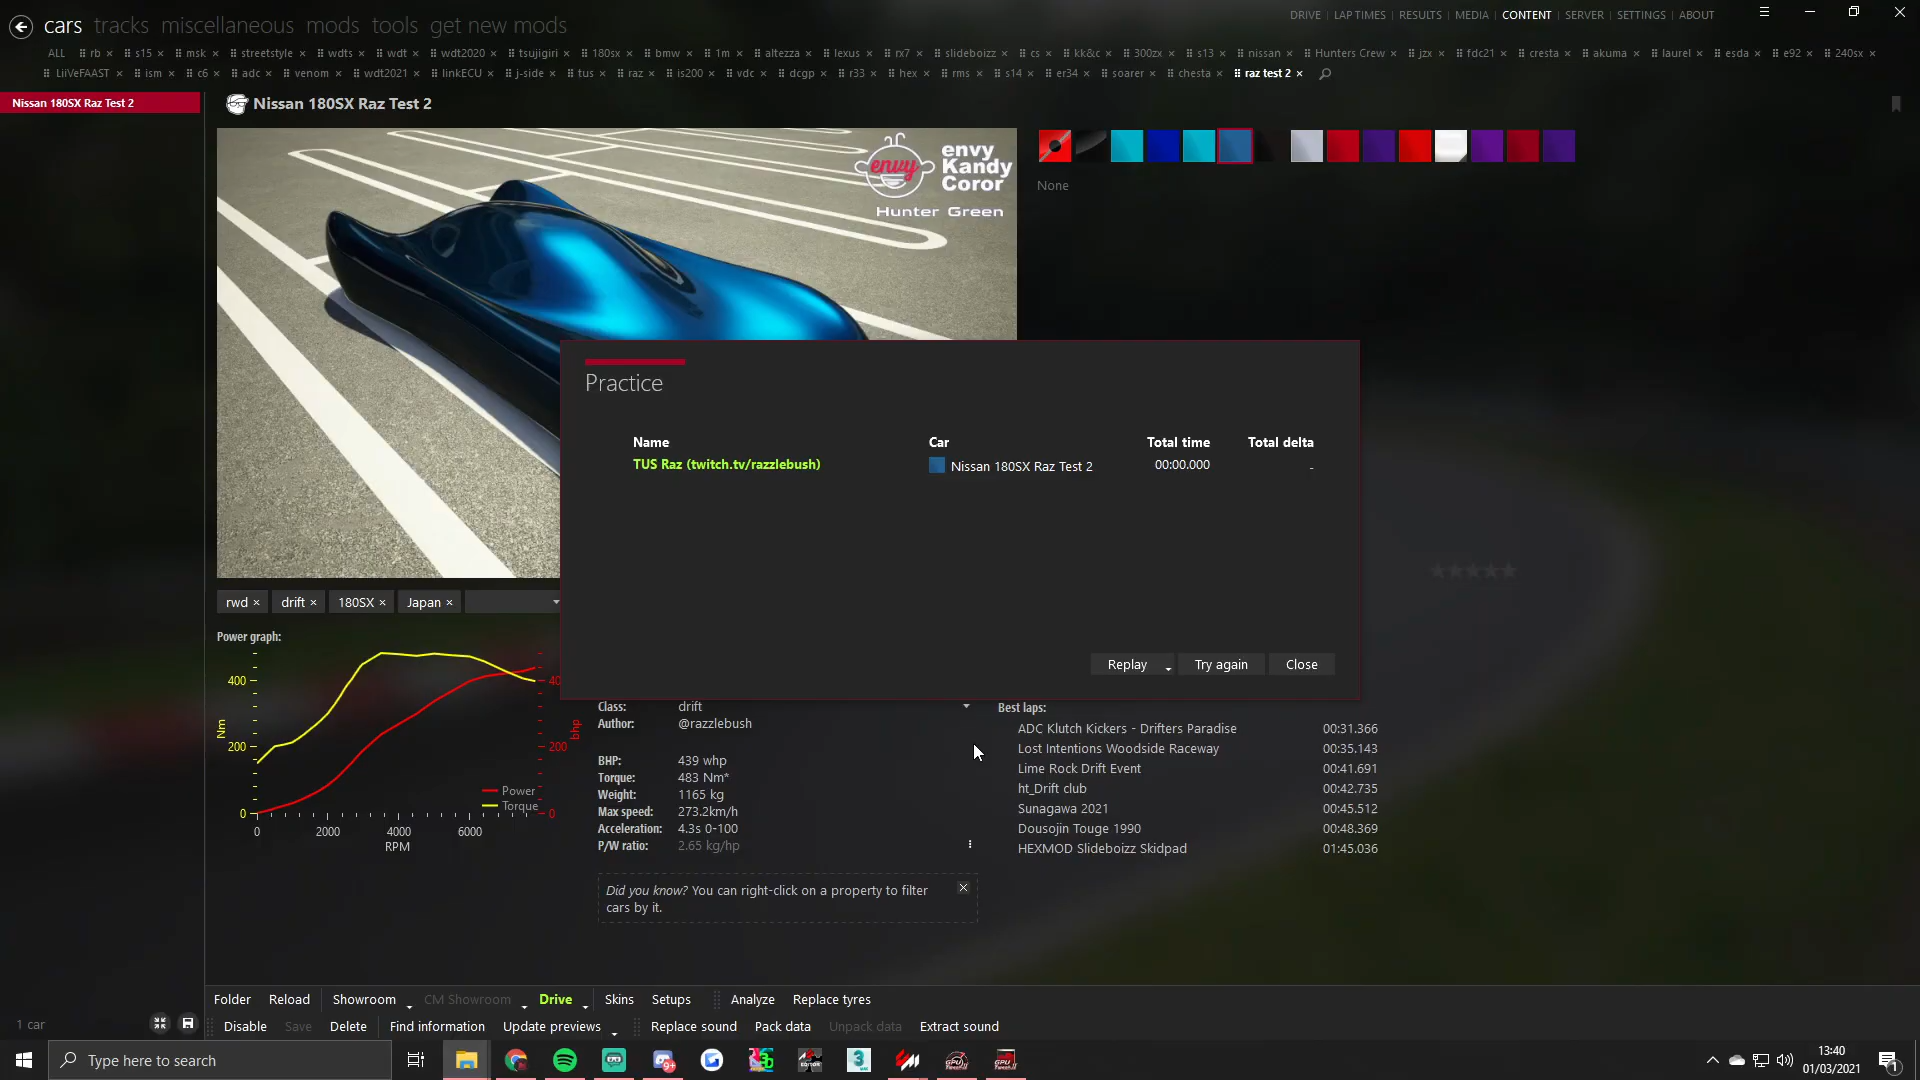 cars tracks miscellaneous mods tools get new mods
DRIVE | LAP TIMES | RESULTS | MEDIA | CONTENT | SERVER | SETTINGS | ABOUT
ALL rb × s15 × msk × streetstyle × wdts × wdt × wdt2020 × tsujigiri × 180sx × bmw × 1m × altezza × lexus × rx7 × slideboizz × cs × kk&c × 300zx × s13 × nissan × Hunters Crew × jzx × fdc21 × cresta × akuma × laurel × esda × e92 × 240sx ×
LiiVeFAAST × ism × c6 × adc × venom × wdt2021 × linkECU × j-side × tus × raz × is200 × vdc × dcgp × r33 × hex × rms × s14 × er34 × soarer × chesta × raz test 2 ×
Nissan 180SX Raz Test 2
Nissan 180SX Raz Test 2
envy
envy
Kandy
Coror
Hunter Green
None
Practice
Name Car Total time Total delta
TUS Raz (twitch.tv/razzlebush) Nissan 180SX Raz Test 2 00:00.000 -
Replay Try again Close
rwd × drift × 180SX × Japan ×
Power graph:
400
200
0
Nm
40
200
0
bhp
Power
Torque
0 2000 4000 6000
RPM
Class: drift
Author: @razzlebush
BHP: 439 whp
Torque: 483 Nm*
Weight: 1165 kg
Max speed: 273.2km/h
Acceleration: 4.3s 0-100
P/W ratio: 2.65 kg/hp
Did you know? You can right-click on a property to filter
cars by it.
Best laps:
ADC Klutch Kickers - Drifters Paradise 00:31.366
Lost Intentions Woodside Raceway 00:35.143
Lime Rock Drift Event 00:41.691
ht_Drift club 00:42.735
Sunagawa 2021 00:45.512
Dousojin Touge 1990 00:48.369
HEXMOD Slideboizz Skidpad 01:45.036
Folder Reload Showroom CM Showroom Drive Skins Setups Analyze Replace tyres
1 car
Disable Save Delete Find information Update previews Replace sound Pack data Unpack data Extract sound
Type here to search
9+
EDITOR
3
GPU
GPU
13:40
01/03/2021
1